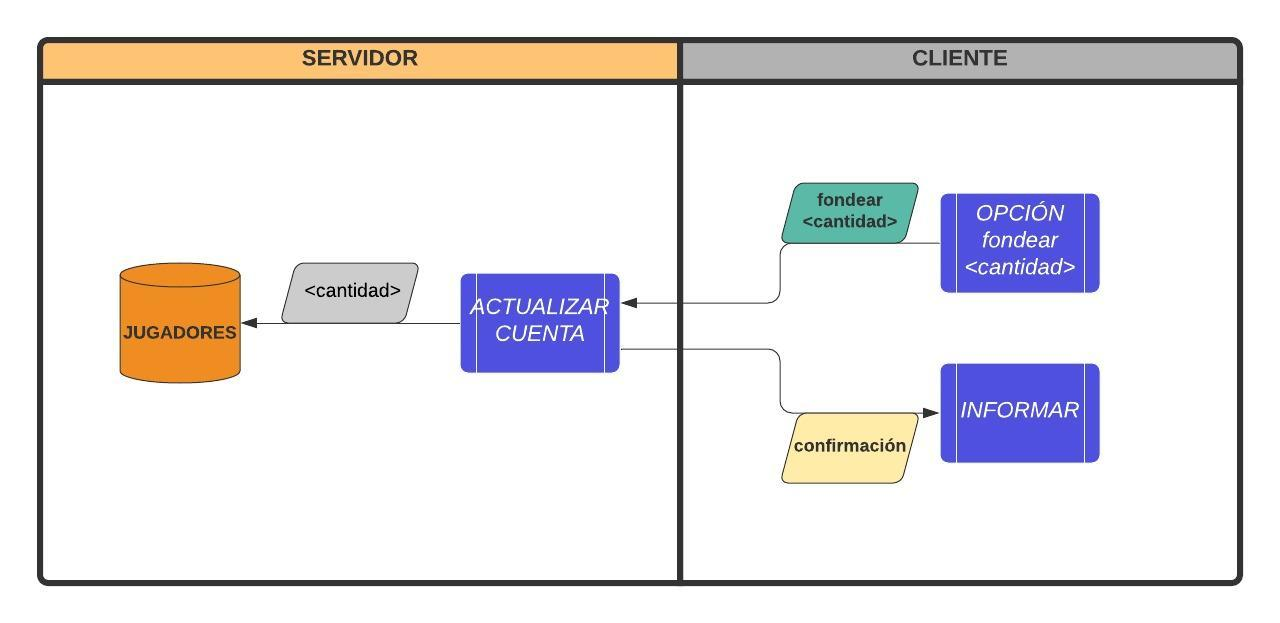 SERVIDOR
CLIENTE
JUGADORES
<cantidad>
ACTUALIZAR
CUENTA
fondear
<cantidad>
OPCIÓN
fondear
<cantidad>
confirmación
INFORMAR